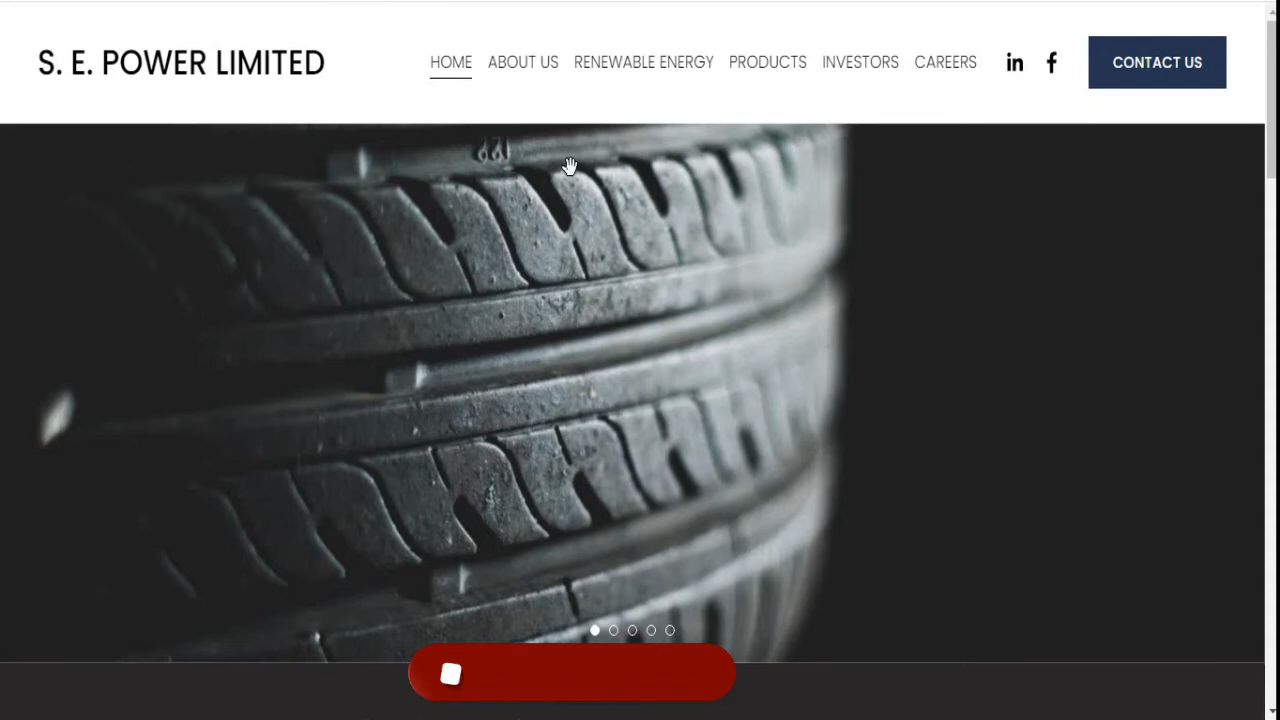 S. E. POWER LIMITED
HOME ABOUT US RENEWABLE ENERGY PRODUCTS INVESTORS CAREERS in f CONTACT US